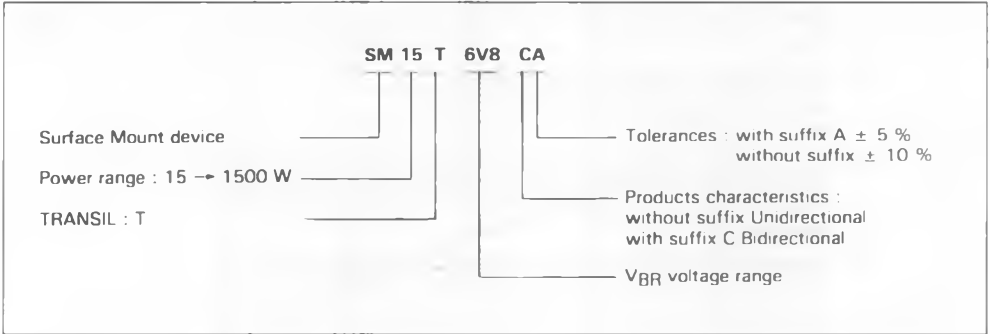 SM 15 T 6V8 CA
Surface Mount device
Power range : 15 → 1500 W
TRANSIL : T
Tolerances : with suffix A ± 5 %
without suffix ± 10 %
Products characteristics :
without suffix Unidirectional
with suffix C Bidirectional
VBR voltage range